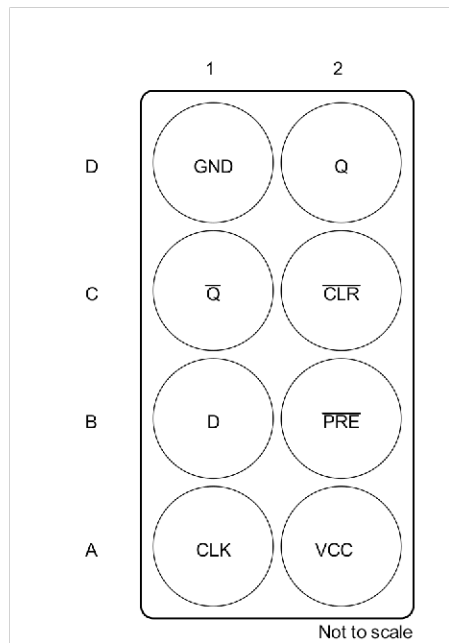 1 2
D GND Q
C Q̅ C̅L̅R̅
B D P̅R̅E̅
A CLK VCC
Not to scale